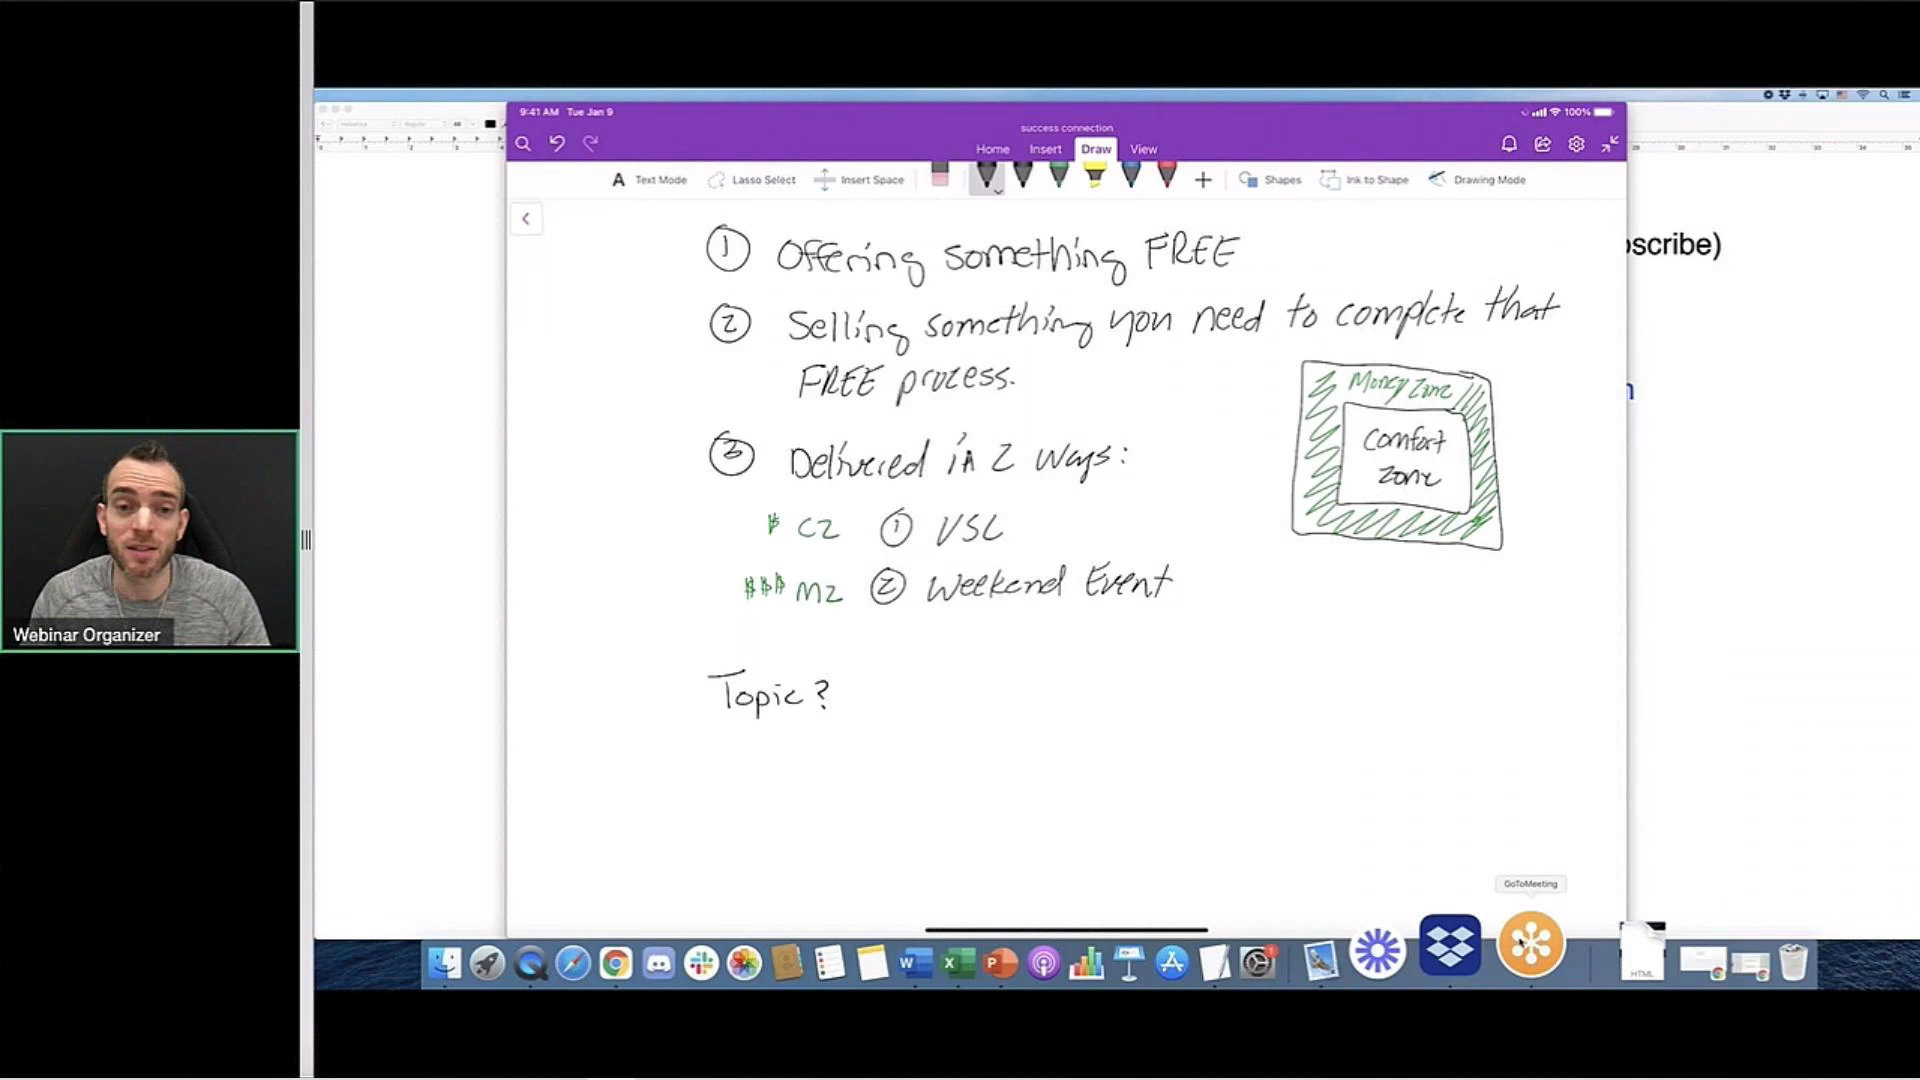 9:41 AM Tue Jan 9
100%
success connection
Home Insert Draw View
Text Mode Lasso Select Insert Space Shapes Ink to Shape Drawing Mode
① Offering something FREE
② Selling something you need to complete that
FREE process.
③ Delivered in 2 ways:
$ CZ ① VSL
$$$ MZ ② Weekend Event
Topic?
Money Zone
Comfort
Zone
bscribe)
Webinar Organizer
GoToMeeting
HTML